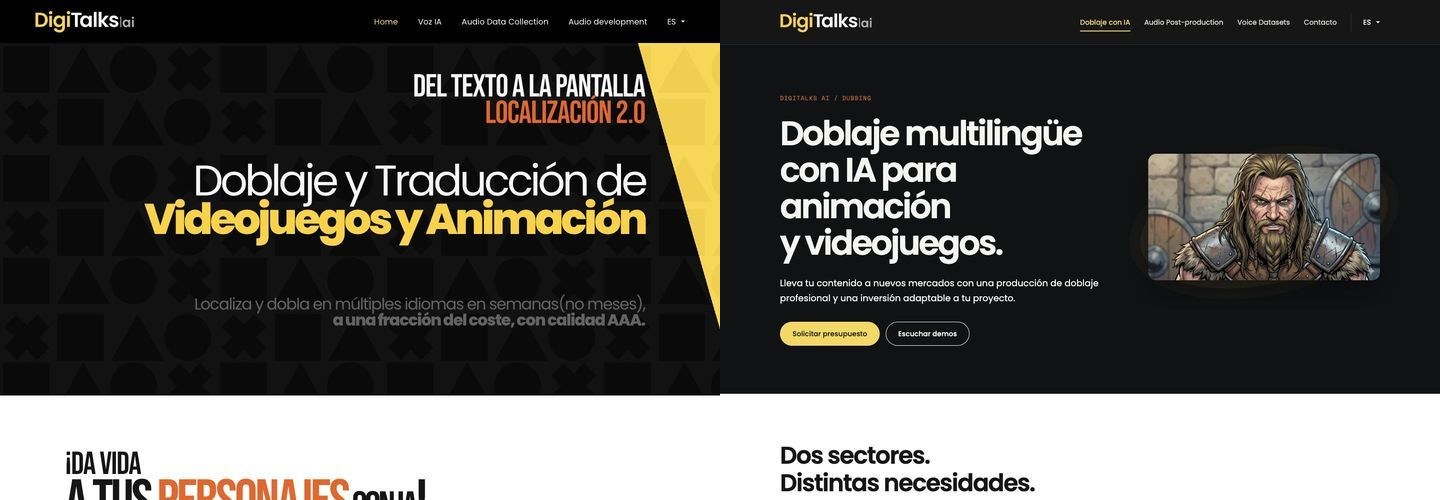 DigiTalks|ai
Home Voz IA Audio Data Collection Audio development ES
DEL TEXTO A LA PANTALLA
LOCALIZACIÓN 2.0
Doblaje y Traducción de
Videojuegos y Animación
Localiza y dobla en múltiples idiomas en semanas(no meses),
a una fracción del coste, con calidad AAA.
¡DA VIDA
A TUS PERSONAJES CON IA!
DigiTalks|ai
Doblaje con IA Audio Post-production Voice Datasets Contacto ES
DIGITALKS AI / DUBBING
Doblaje multilingüe
con IA para
animación
y videojuegos.
Lleva tu contenido a nuevos mercados con una producción de doblaje
profesional y una inversión adaptable a tu proyecto.
Solicitar presupuesto Escuchar demos
Dos sectores.
Distintas necesidades.